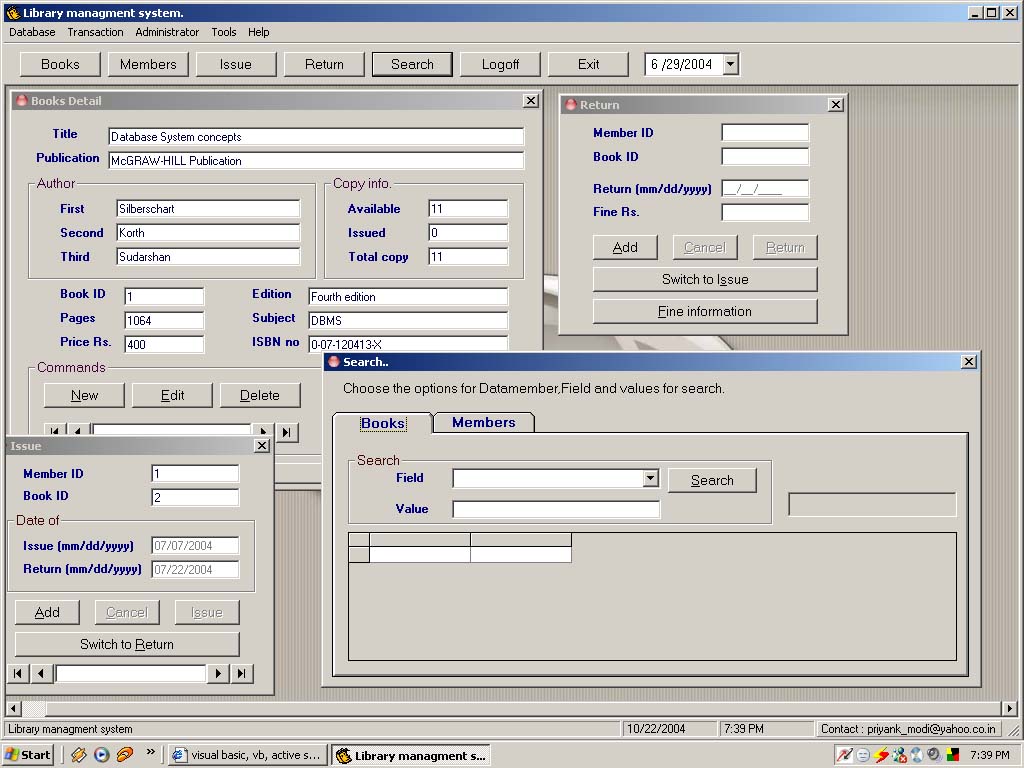 Library managment system.
Database Transaction Administrator Tools Help
Books Members Issue Return Search Logoff Exit 6 /29/2004
Books Detail
Title Database System concepts
Publication McGRAW-HILL Publication
Author
First Silberschart
Second Korth
Third Sudarshan
Copy info.
Available 11
Issued 0
Total copy 11
Book ID 1
Pages 1064
Price Rs. 400
Edition Fourth edition
Subject DBMS
ISBN no 0-07-120413-X
Commands
New Edit Delete
Return
Member ID
Book ID
Return (mm/dd/yyyy) __/__/____
Fine Rs.
Add Cancel Return
Switch to Issue
Fine information
Search..
Choose the options for Datamember,Field and values for search.
Books Members
Search
Field
Search
Value
Issue
Member ID 1
Book ID 2
Date of
Issue (mm/dd/yyyy) 07/07/2004
Return (mm/dd/yyyy) 07/22/2004
Add Cancel Issue
Switch to Return
Library managment system 10/22/2004 7:39 PM Contact : priyank_modi@yahoo.co.in
Start » visual basic, vb, active s... Library managment s... 7:39 PM